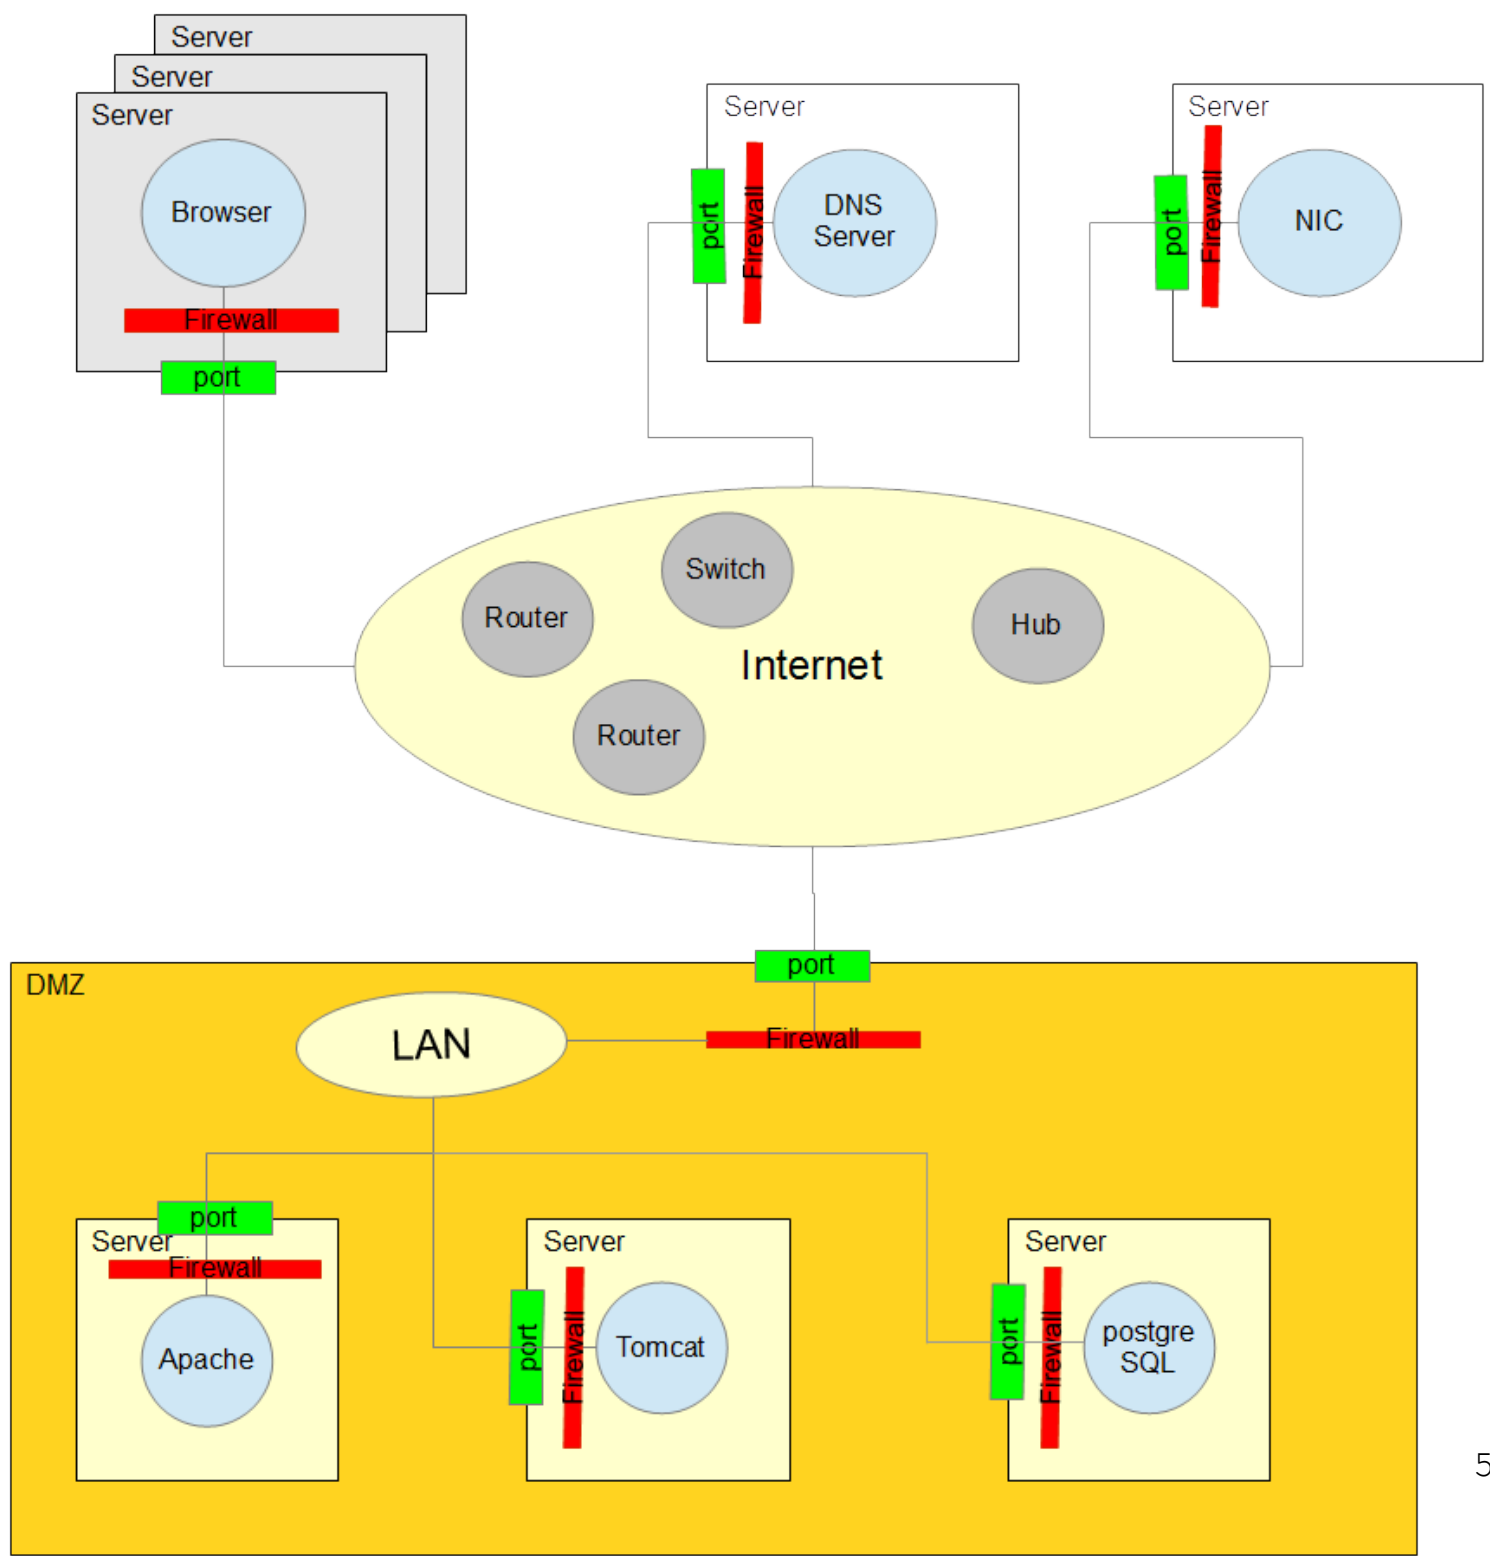 Server
Server
Server
Browser
Firewall
port
Server
port
Firewall
DNS
Server
Server
port
Firewall
NIC
Switch
Router
Hub
Internet
Router
port
DMZ
Firewall
LAN
port
Server
Firewall
Apache
Server
port
Firewall
Tomcat
Server
port
Firewall
postgre
SQL
5